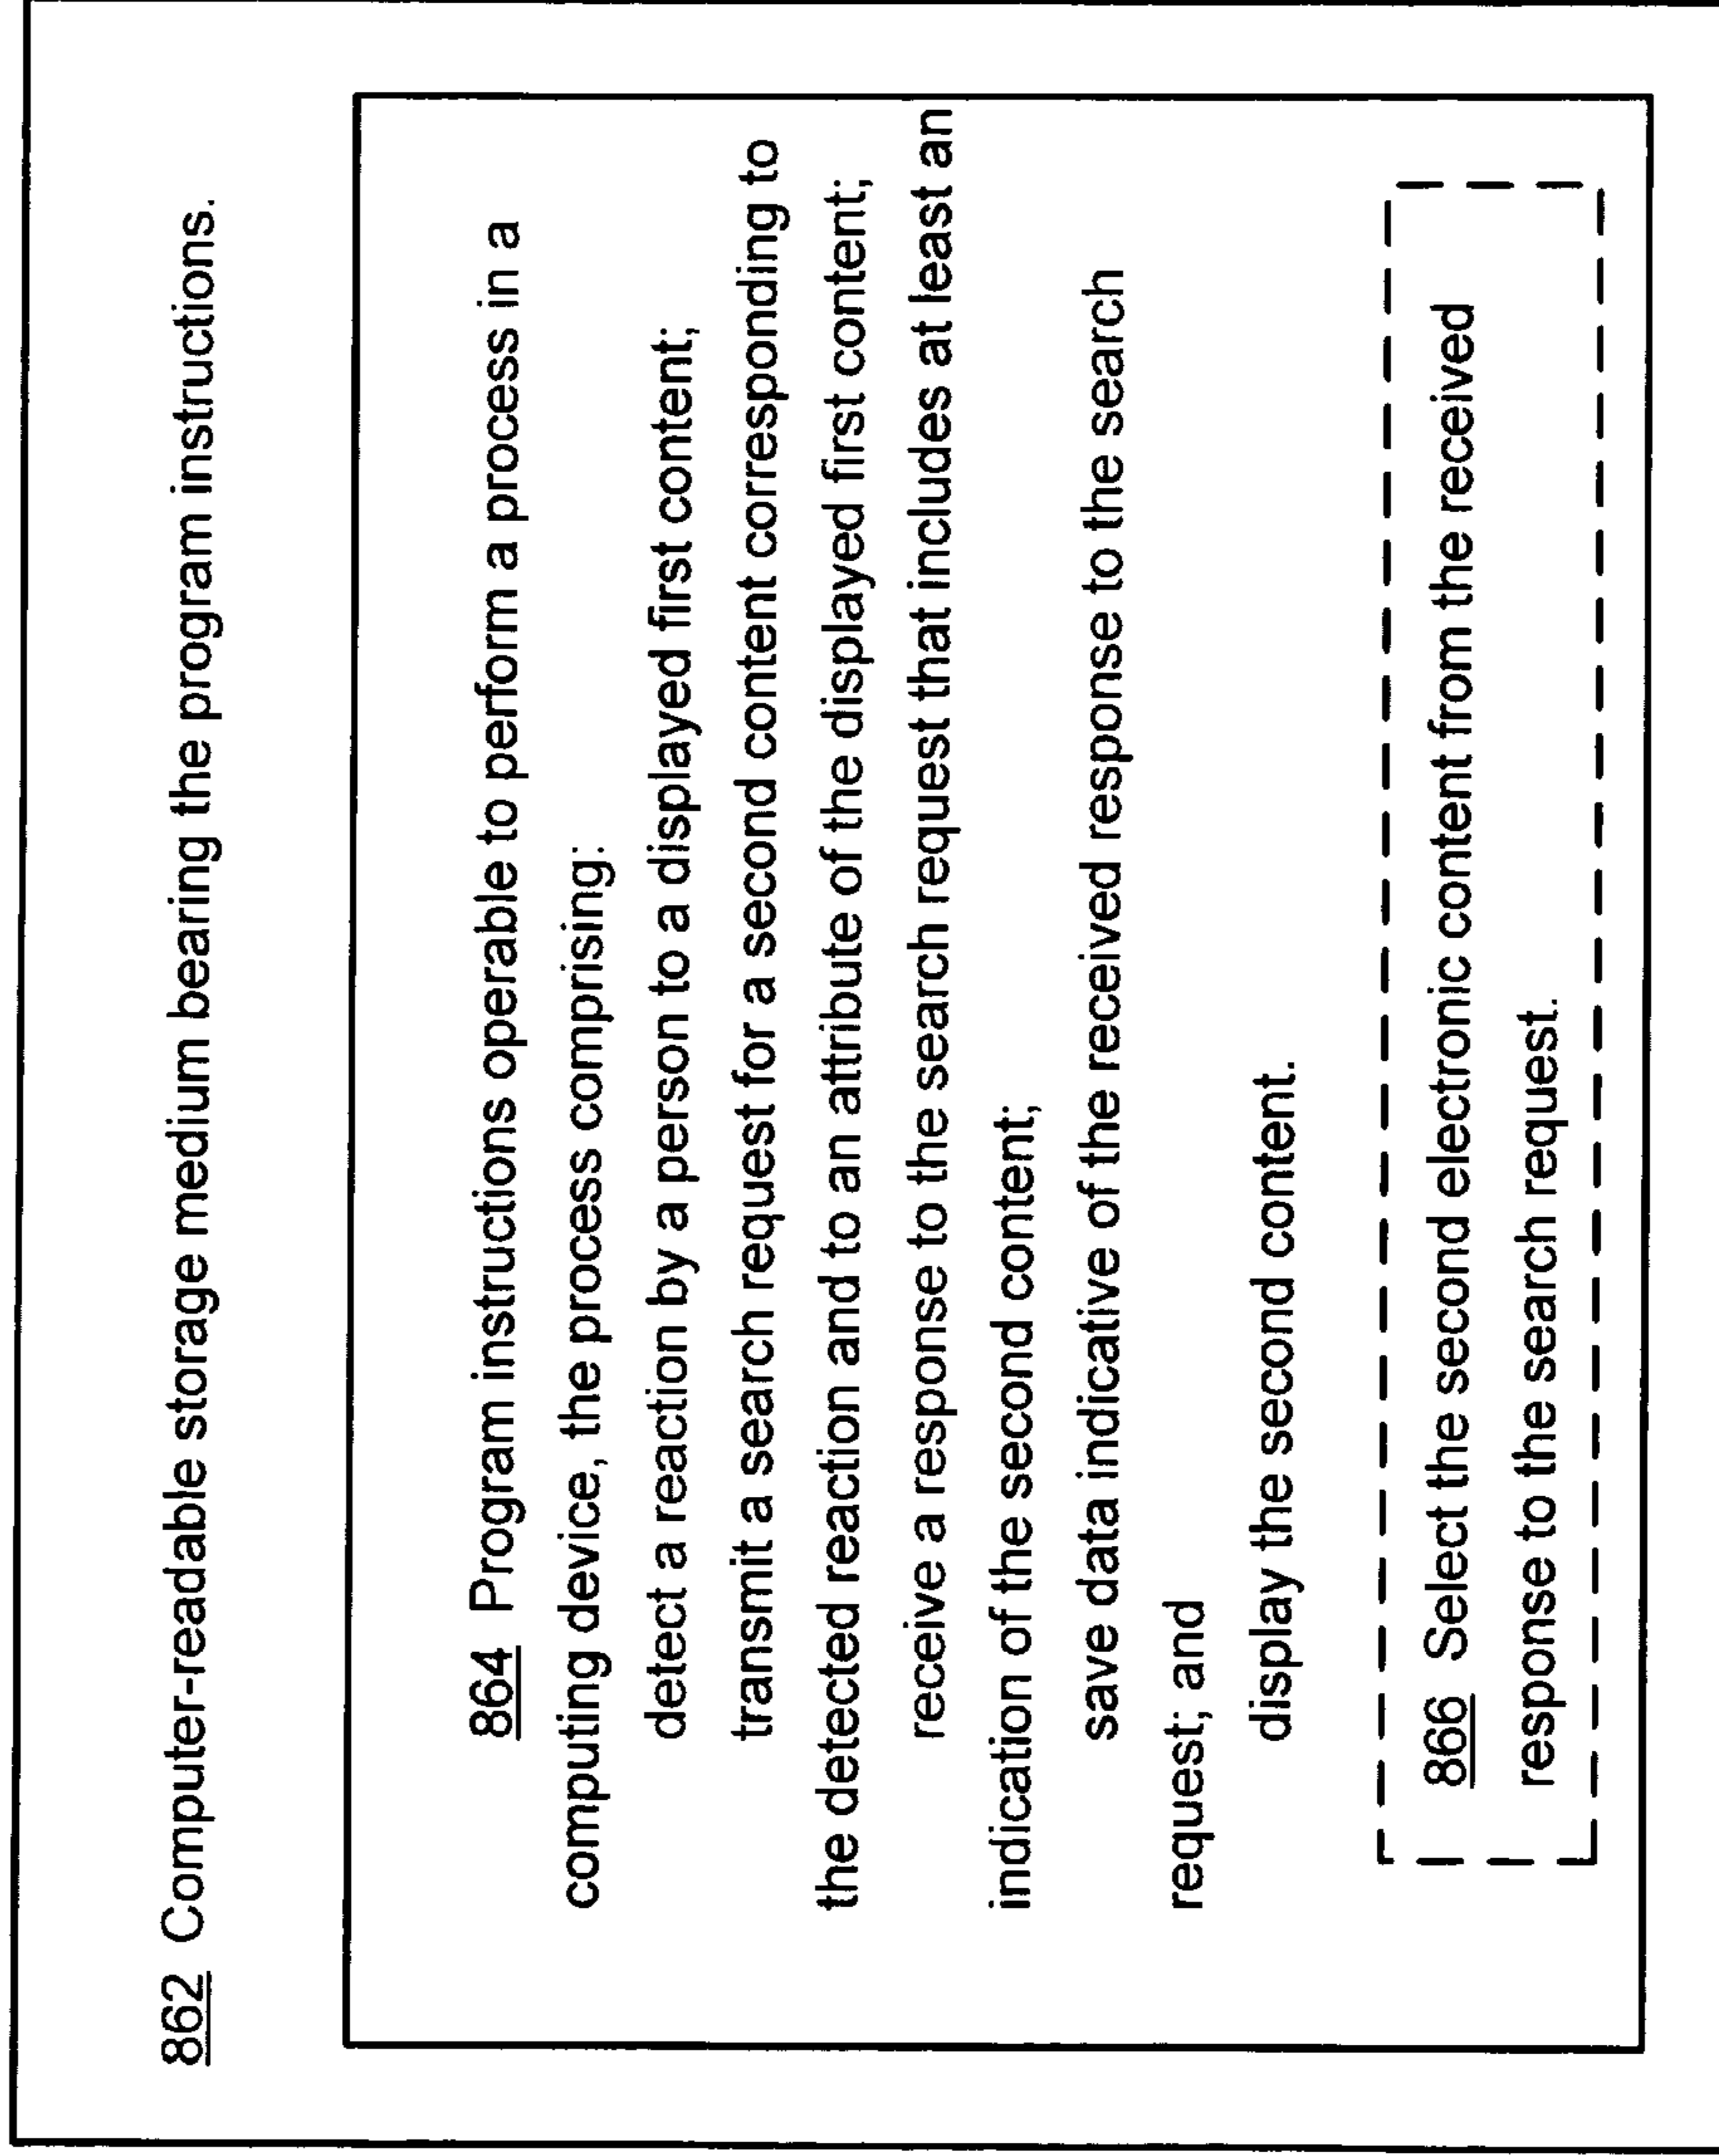 862 Computer-readable storage medium bearing the program instructions.
864 Program instructions operable to perform a process in a
computing device, the process comprising:
detect a reaction by a person to a displayed first content;
transmit a search request for a second content corresponding to
the detected reaction and to an attribute of the displayed first content;
receive a response to the search request that includes at least an
indication of the second content;
save data indicative of the received response to the search
request; and
display the second content.
866 Select the second electronic content from the received
response to the search request.